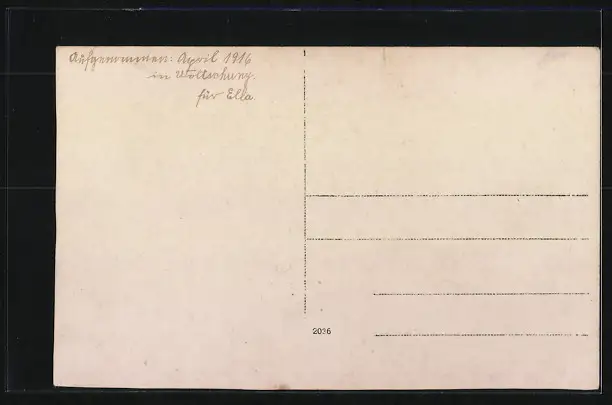 Aufgenommen: April 1916
in
für Ella.
2036